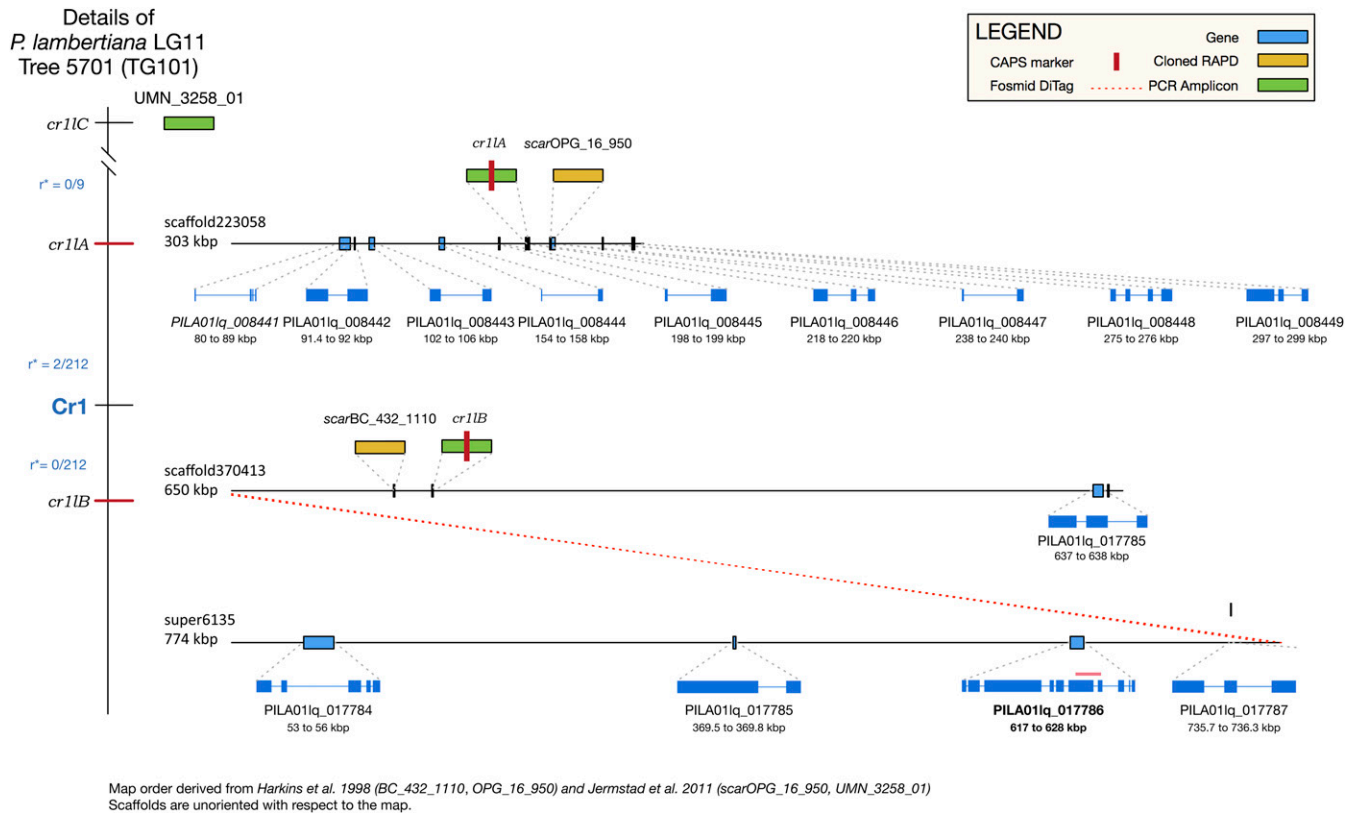 Details of
P. lambertiana LG11
Tree 5701 (TG101)
LEGEND
Gene
CAPS marker
Cloned RAPD
Fosmid DiTag
PCR Amplicon
UMN_3258_01
cr1lC
cr1lA
scarOPG_16_950
r* = 0/9
scaffold223058
303 kbp
cr1lA
PILA01lq_008441
80 to 89 kbp
PILA01lq_008442
91.4 to 92 kbp
PILA01lq_008443
102 to 106 kbp
PILA01lq_008444
154 to 158 kbp
PILA01lq_008445
198 to 199 kbp
PILA01lq_008446
218 to 220 kbp
PILA01lq_008447
238 to 240 kbp
PILA01lq_008448
275 to 276 kbp
PILA01lq_008449
297 to 299 kbp
r* = 2/212
Cr1
scarBC_432_1110
cr1lB
r*= 0/212
scaffold370413
650 kbp
cr1lB
PILA01lq_017785
637 to 638 kbp
super6135
774 kbp
PILA01lq_017784
53 to 56 kbp
PILA01lq_017785
369.5 to 369.8 kbp
PILA01lq_017786
617 to 628 kbp
PILA01lq_017787
735.7 to 736.3 kbp
Map order derived from Harkins et al. 1998 (BC_432_1110, OPG_16_950) and Jermstad et al. 2011 (scarOPG_16_950, UMN_3258_01)
Scaffolds are unoriented with respect to the map.